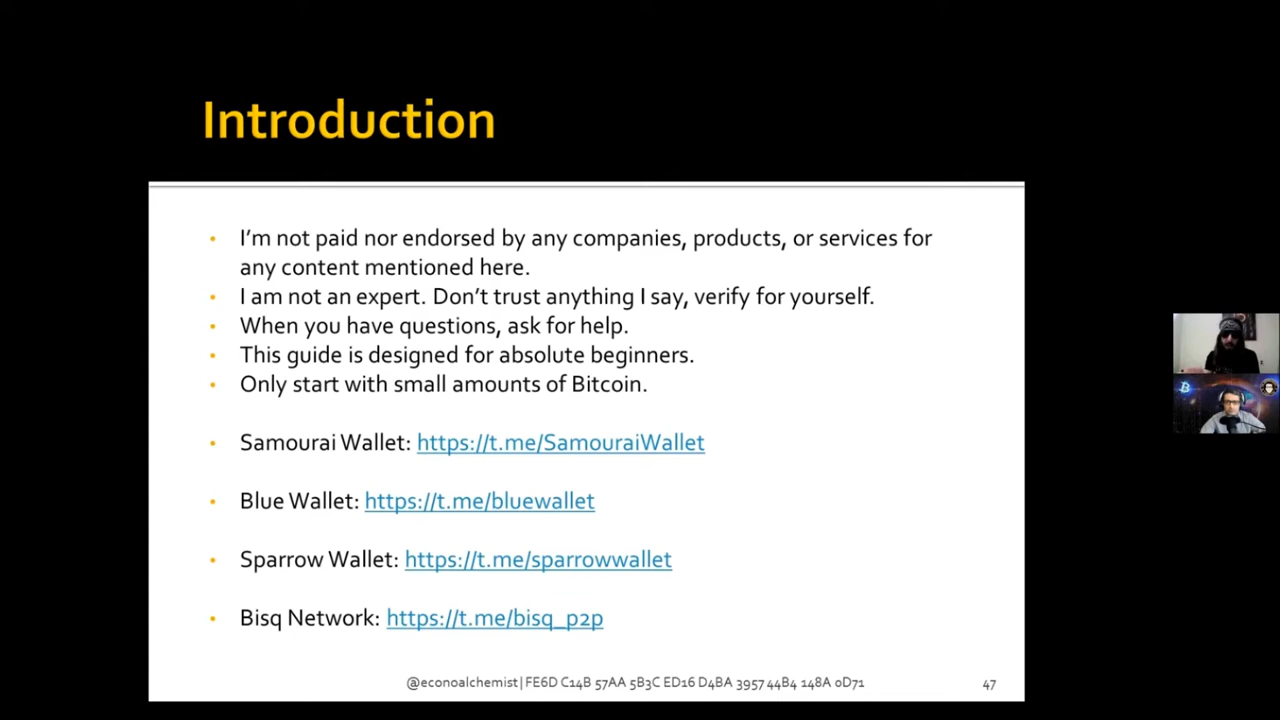 Introduction
I'm not paid nor endorsed by any companies, products, or services for
any content mentioned here.
I am not an expert. Don't trust anything I say, verify for yourself.
When you have questions, ask for help.
This guide is designed for absolute beginners.
Only start with small amounts of Bitcoin.
Samourai Wallet: https://t.me/SamouraiWallet
Blue Wallet: https://t.me/bluewallet
Sparrow Wallet: https://t.me/sparrowwallet
Bisq Network: https://t.me/bisq_p2p
@econoalchemist | FE6D C14B 57AA 5B3C ED16 D4BA 3957 44B4 148A 0D71
47